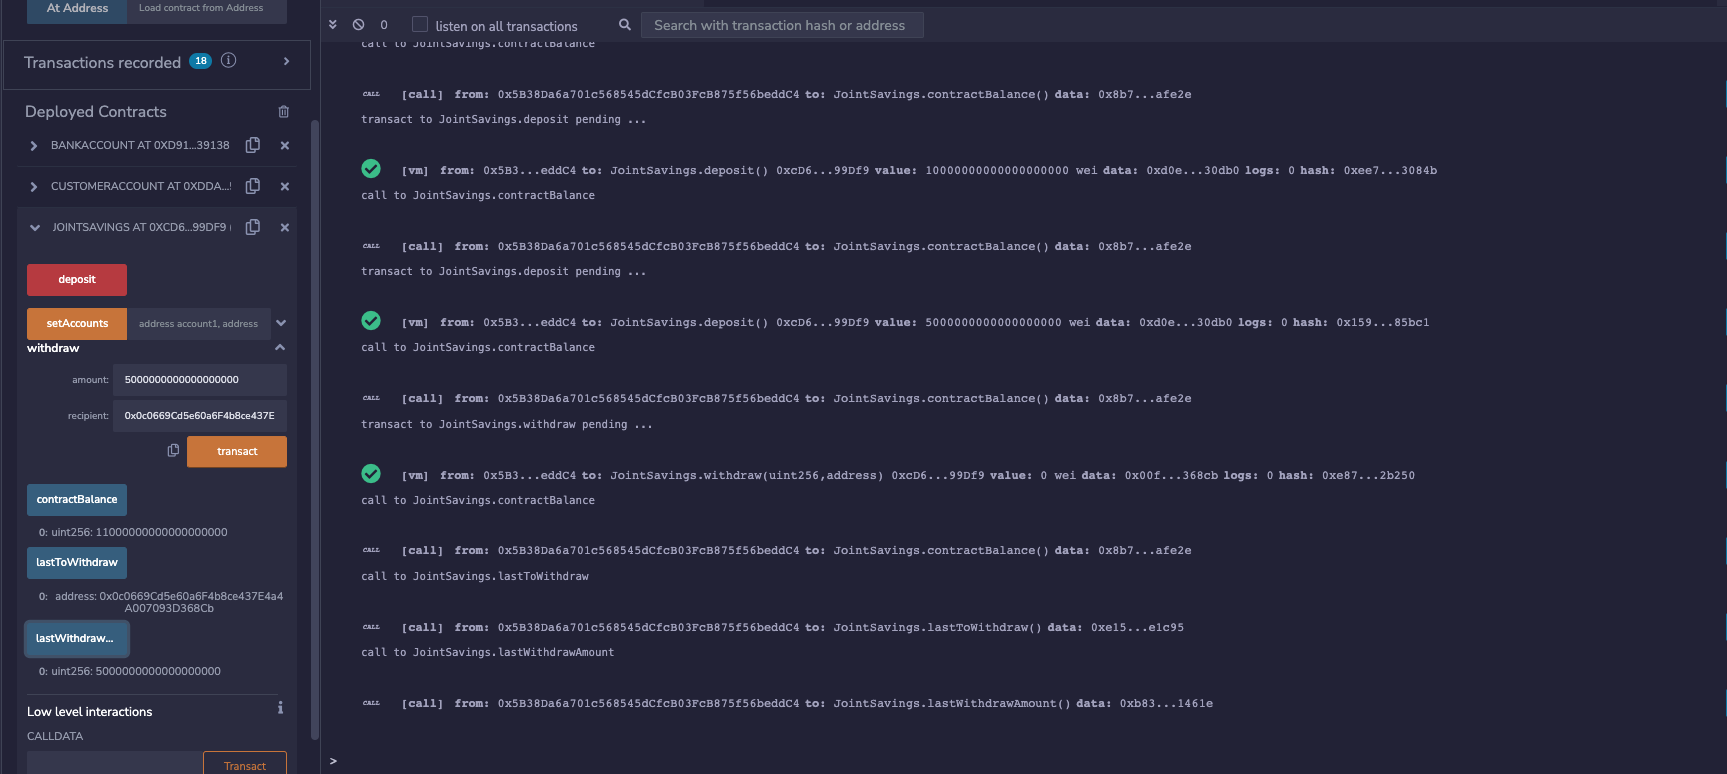 At Address
Load contract from Address
Transactions recorded 18 i
Deployed Contracts
BANKACCOUNT AT 0XD91...39138
CUSTOMERACCOUNT AT 0XDDA...
JOINTSAVINGS AT 0XCD6...99DF9 (
deposit
setAccounts
address account1, address
withdraw
amount:
5000000000000000000
recipient:
0x0c0669Cd5e60a6F4b8ce437E
transact
contractBalance
0: uint256: 11000000000000000000
lastToWithdraw
0: address: 0x0c0669Cd5e60a6F4b8ce437E4a4
A007093D368Cb
lastWithdraw...
0: uint256: 5000000000000000000
Low level interactions
i
CALLDATA
Transact
0
listen on all transactions
Search with transaction hash or address
call to JointSavings.contractBalance
CALL [call] from: 0x5B38Da6a701c568545dCfcB03FcB875f56beddC4 to: JointSavings.contractBalance() data: 0x8b7...afe2e
transact to JointSavings.deposit pending ...
[vm] from: 0x5B3...eddC4 to: JointSavings.deposit() 0xcD6...99Df9 value: 10000000000000000000 wei data: 0xd0e...30db0 logs: 0 hash: 0xee7...3084b
call to JointSavings.contractBalance
CALL [call] from: 0x5B38Da6a701c568545dCfcB03FcB875f56beddC4 to: JointSavings.contractBalance() data: 0x8b7...afe2e
transact to JointSavings.deposit pending ...
[vm] from: 0x5B3...eddC4 to: JointSavings.deposit() 0xcD6...99Df9 value: 5000000000000000000 wei data: 0xd0e...30db0 logs: 0 hash: 0x159...85bc1
call to JointSavings.contractBalance
CALL [call] from: 0x5B38Da6a701c568545dCfcB03FcB875f56beddC4 to: JointSavings.contractBalance() data: 0x8b7...afe2e
transact to JointSavings.withdraw pending ...
[vm] from: 0x5B3...eddC4 to: JointSavings.withdraw(uint256,address) 0xcD6...99Df9 value: 0 wei data: 0x00f...368cb logs: 0 hash: 0xe87...2b250
call to JointSavings.contractBalance
CALL [call] from: 0x5B38Da6a701c568545dCfcB03FcB875f56beddC4 to: JointSavings.contractBalance() data: 0x8b7...afe2e
call to JointSavings.lastToWithdraw
CALL [call] from: 0x5B38Da6a701c568545dCfcB03FcB875f56beddC4 to: JointSavings.lastToWithdraw() data: 0xe15...e1c95
call to JointSavings.lastWithdrawAmount
CALL [call] from: 0x5B38Da6a701c568545dCfcB03FcB875f56beddC4 to: JointSavings.lastWithdrawAmount() data: 0xb83...1461e
>